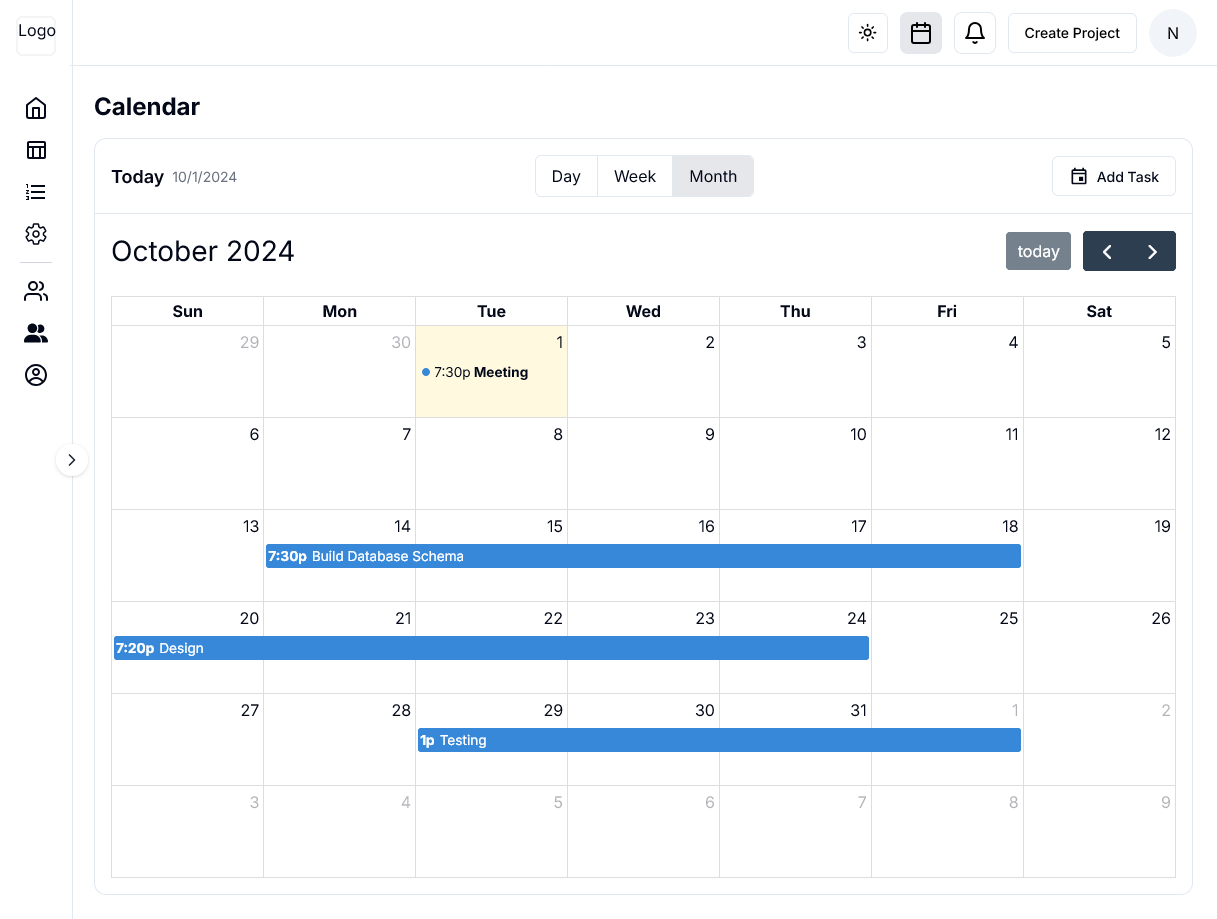 Logo
Create Project
N
Calendar
Today 10/1/2024
Day Week Month
Add Task
October 2024
today
Sun Mon Tue Wed Thu Fri Sat
29 30 1 2 3 4 5
7:30p Meeting
6 7 8 9 10 11 12
13 14 15 16 17 18 19
7:30p Build Database Schema
20 21 22 23 24 25 26
7:20p Design
27 28 29 30 31 1 2
1p Testing
3 4 5 6 7 8 9